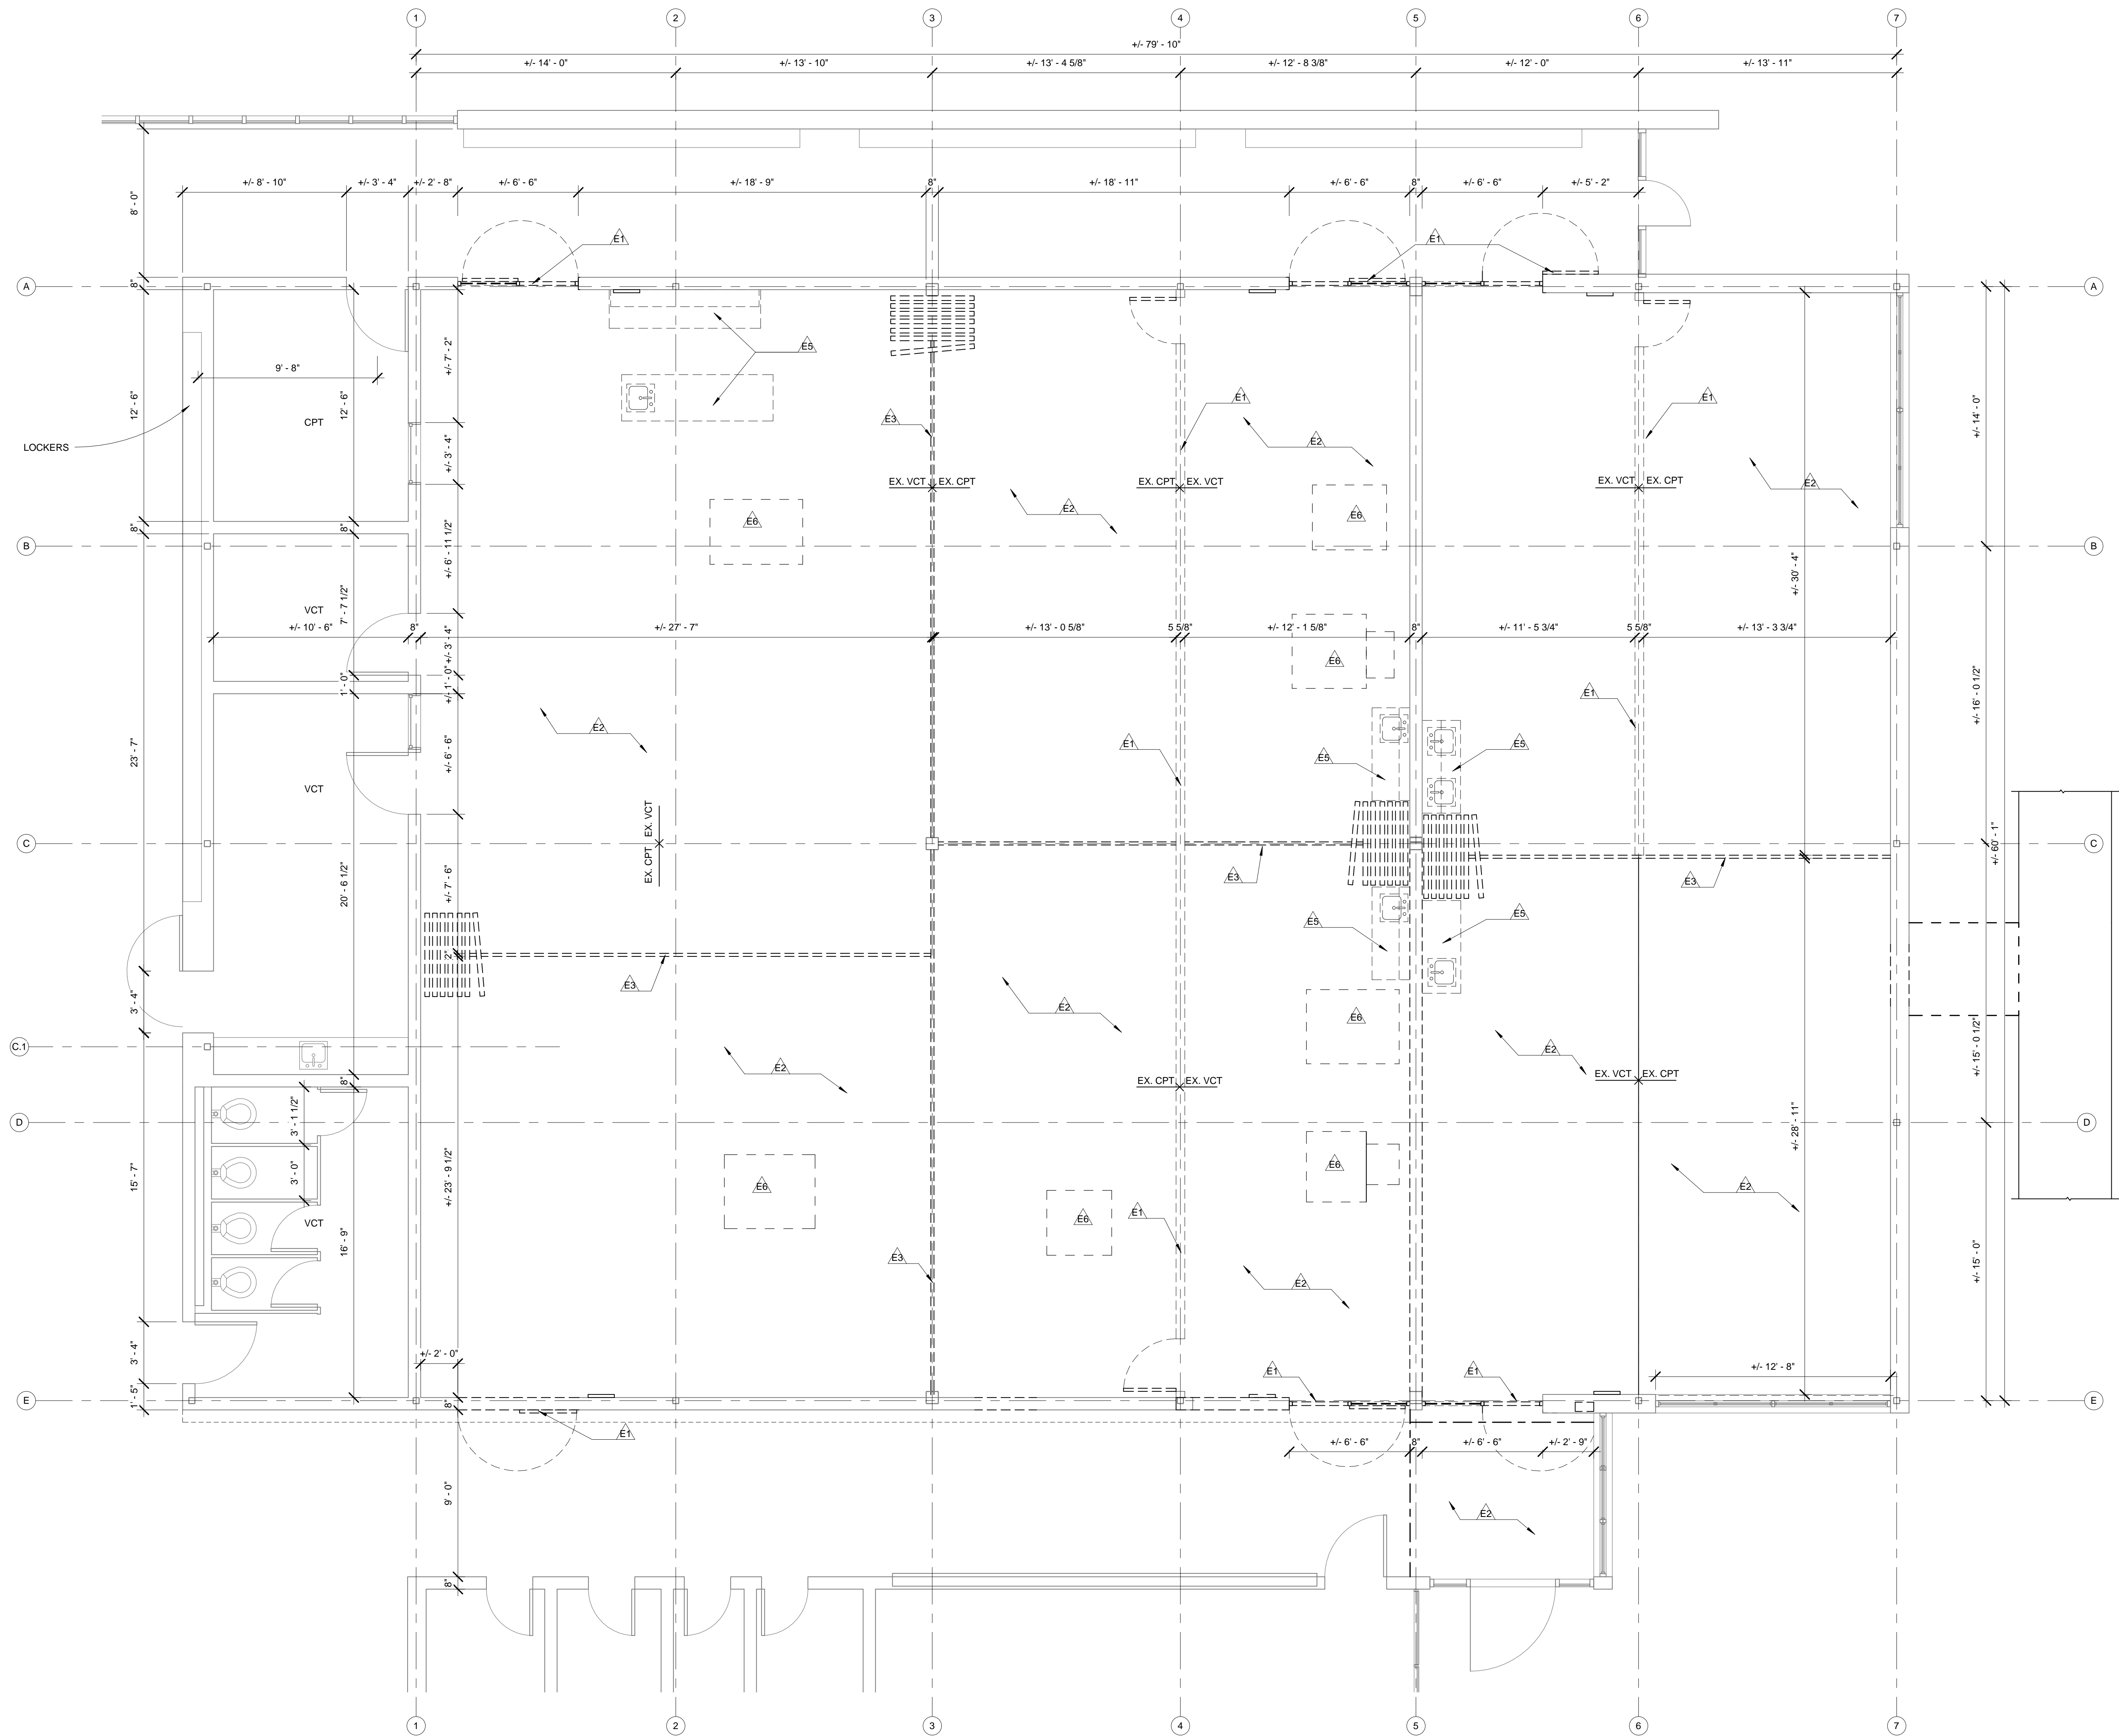 1 2 3 4 5 6 7
+/- 79' - 10"
+/- 14' - 0" +/- 13' - 10" +/- 13' - 4 5/8" +/- 12' - 8 3/8" +/- 12' - 0" +/- 13' - 11"
8' - 0"
+/- 8' - 10" +/- 3' - 4" +/- 2' - 8" +/- 6' - 6" +/- 18' - 9" 8" +/- 18' - 11" +/- 6' - 6" 8" +/- 6' - 6" +/- 5' - 2"
E1 E1
A 8" A
E5
+/- 7' - 2"
9' - 8"
12' - 6" 12' - 6"
E1 E1
CPT
E3
+/- 14' - 0"
LOCKERS
+/- 3' - 4"
E2
EX. VCT EX. CPT
EX. CPT EX. VCT
EX. VCT EX. CPT
E2
E2
E6 E6
8" 8"
+/- 6' - 11 1/2"
B B
+/- 30' - 4"
VCT
7' - 7 1/2"
+/- 10' - 6" 8" +/- 27' - 7" +/- 13' - 0 5/8" 5 5/8" +/- 12' - 1 5/8" 8" +/- 11' - 5 3/4" 5 5/8" +/- 13' - 3 3/4"
+/- 3' - 4"
E6
1' - 0"
+/- 1' - 0"
E1
+/- 16' - 0 1/2"
E2
E1
E5 E5
+/- 6' - 6"
23' - 7"
VCT
EX. CPT EX. VCT
C C
+/- 60' - 1"
20' - 6 1/2"
+/- 7' - 6"
E3 E3
E5 E5
2"
E3
3' - 4"
E2
E6
E2
+/- 15' - 0 1/2"
C.1
E2
8"
EX. CPT EX. VCT
EX. VCT EX. CPT
3' - 1 1/2"
D D
+/- 28' - 11"
3' - 0"
+/- 23' - 9 1/2"
E6
15' - 7"
E6
E2
E6
E1
VCT
16' - 9"
E3
+/- 15' - 0"
E2
3' - 4"
+/- 2' - 0"
E1 E1
+/- 12' - 8"
1' - 5"
E 8" E
E1
+/- 6' - 6" 8" +/- 6' - 6" +/- 2' - 9"
9' - 0"
E2
8"
1 2 3 4 5 6 7